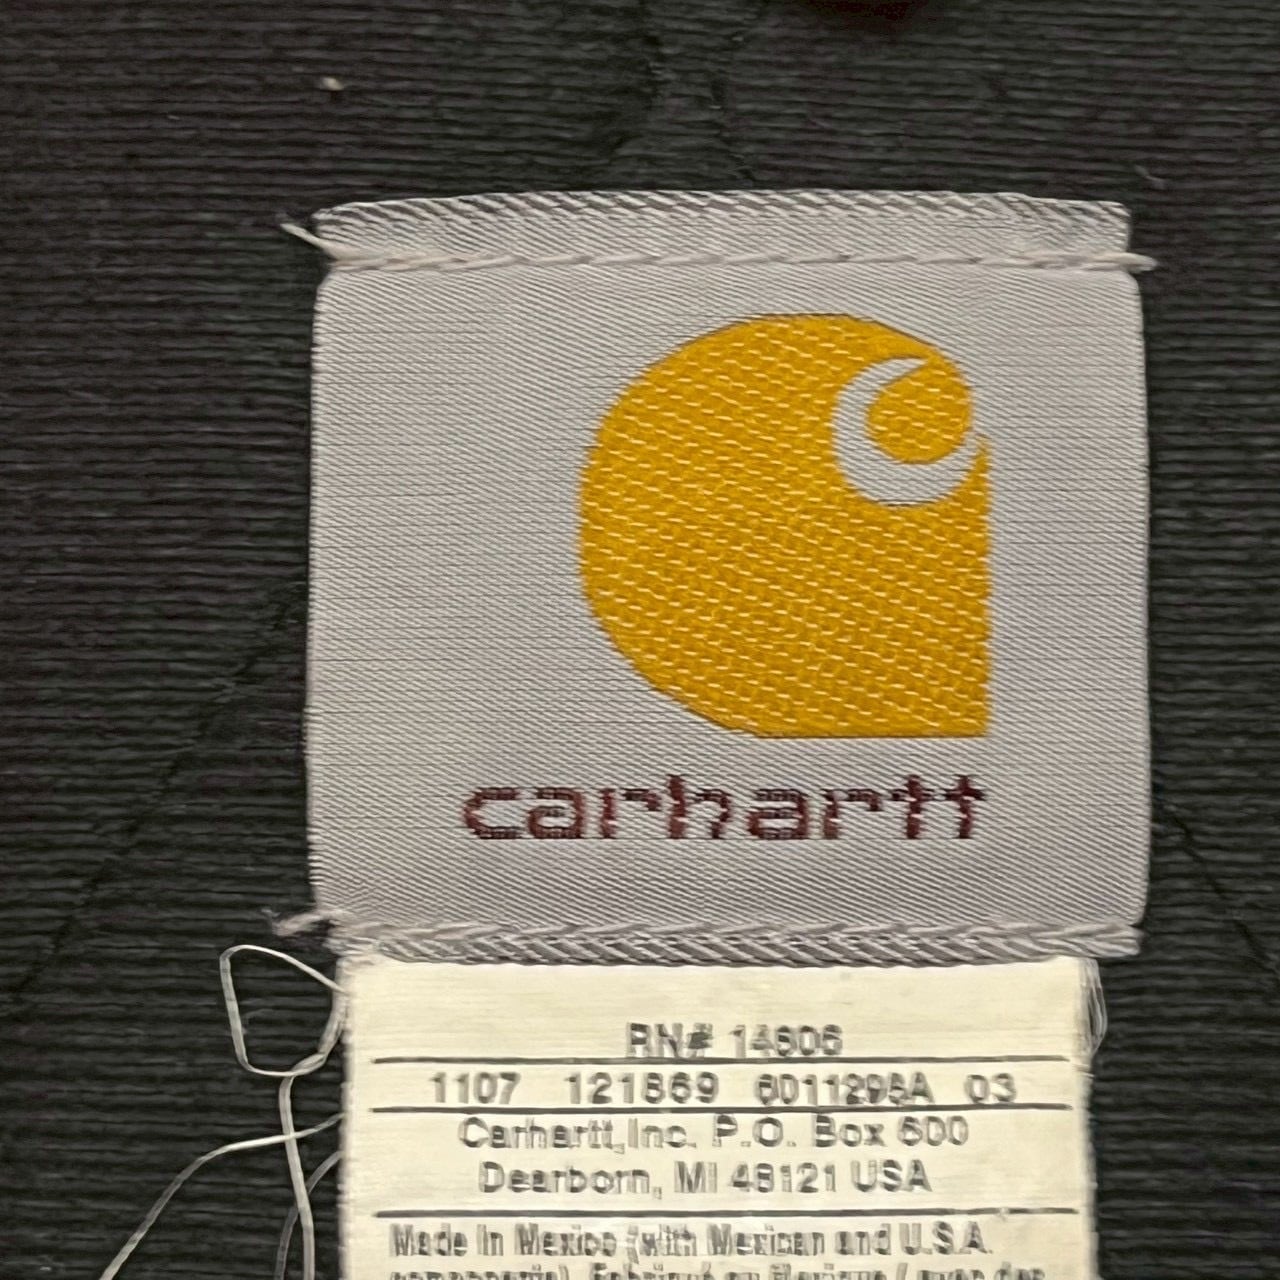 carhartt
RN# 14806
1107 121869 6011298A 03
Carhartt, Inc. P.O. Box 600
Dearborn, MI 48121 USA
Made In Mexico (with Mexican and U.S.A.